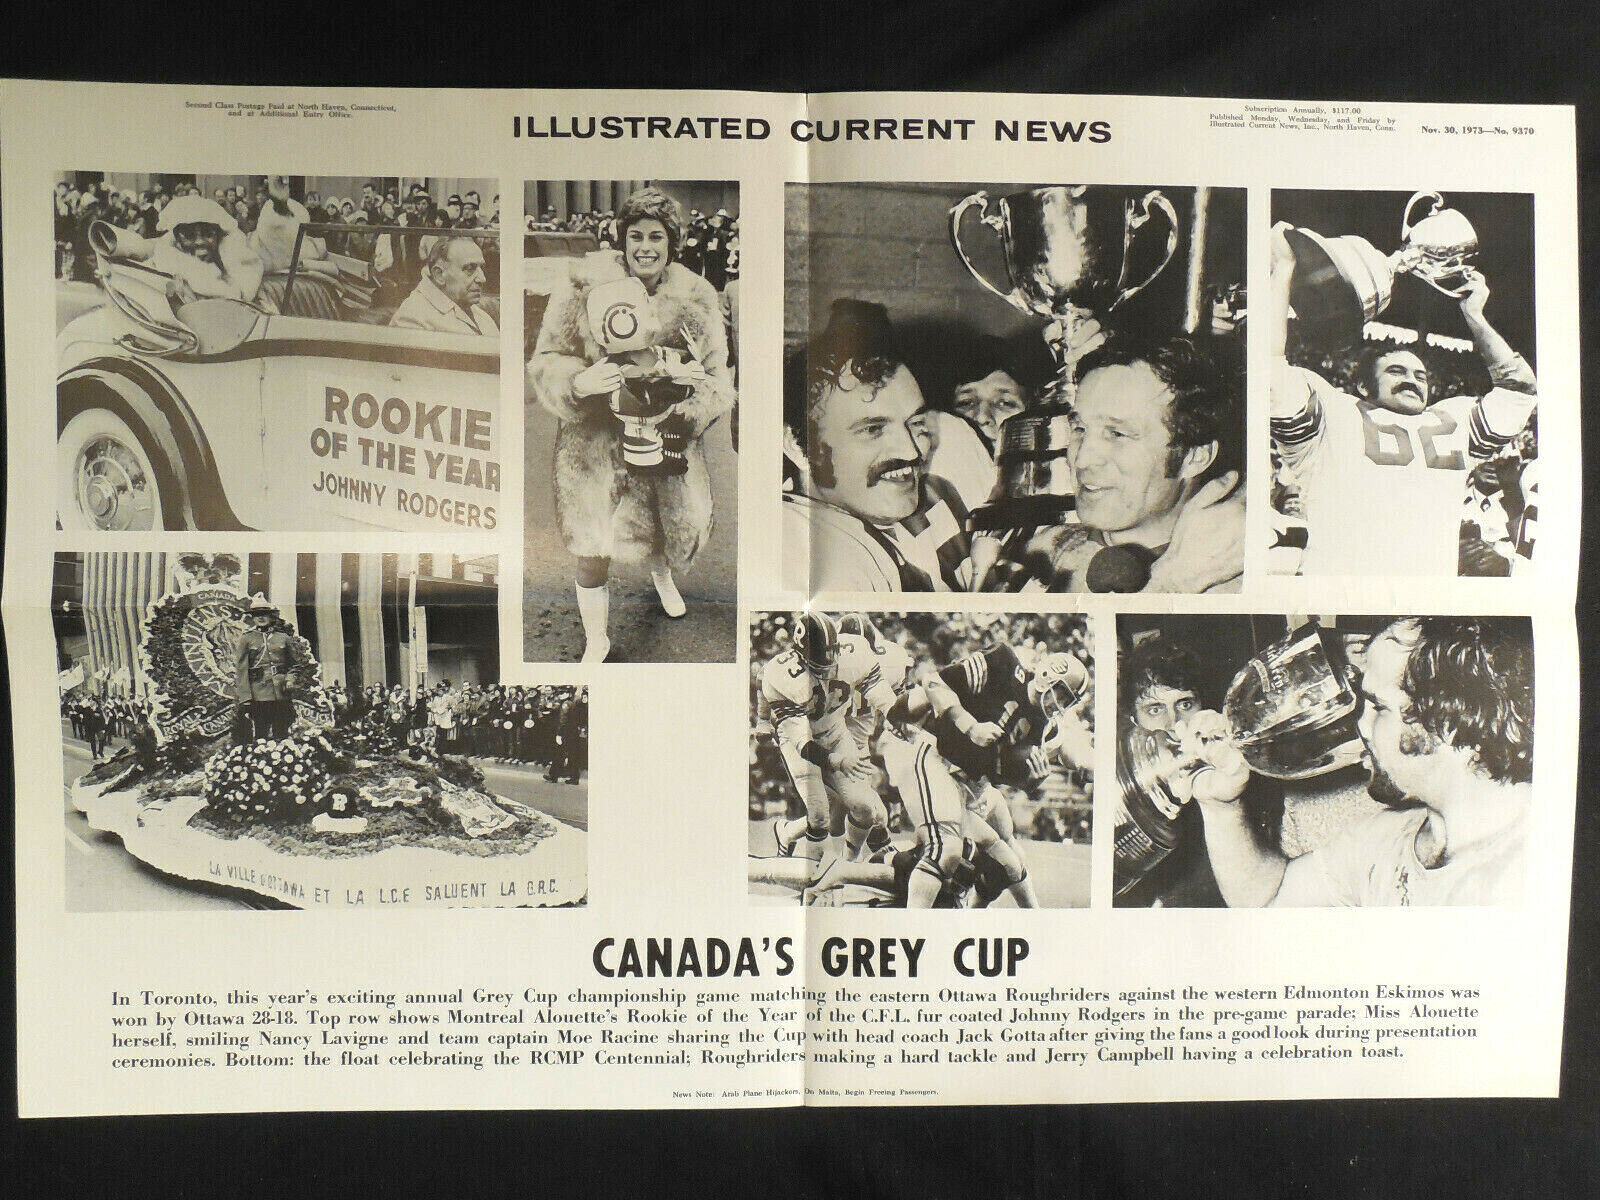 Second Class Postage Paid at North Haven, Connecticut,
and at Additional Entry Office.
ILLUSTRATED CURRENT NEWS
Subscription Annually, $117.00
Published Monday, Wednesday, and Friday by
Illustrated Current News, Inc., North Haven, Conn.
Nov. 30, 1973—No. 9370
ROOKIE
OF THE YEAR
JOHNNY RODGERS
62
CANADA
MAINTIENS
ROYALE
CANA
POLICE
R
LA VILLE D'OTTAWA ET LA L.C.E SALUENT LA G.R.C.
53
CANADA'S GREY CUP
In Toronto, this year's exciting annual Grey Cup championship game matching the eastern Ottawa Roughriders against the western Edmonton Eskimos was
won by Ottawa 28-18. Top row shows Montreal Alouette's Rookie of the Year of the C.F.L. fur coated Johnny Rodgers in the pre-game parade; Miss Alouette
herself, smiling Nancy Lavigne and team captain Moe Racine sharing the Cup with head coach Jack Gotta after giving the fans a good look during presentation
ceremonies. Bottom: the float celebrating the RCMP Centennial; Roughriders making a hard tackle and Jerry Campbell having a celebration toast.
News Note: Arab Plane Hijackers, On Malta, Begin Freeing Passengers.